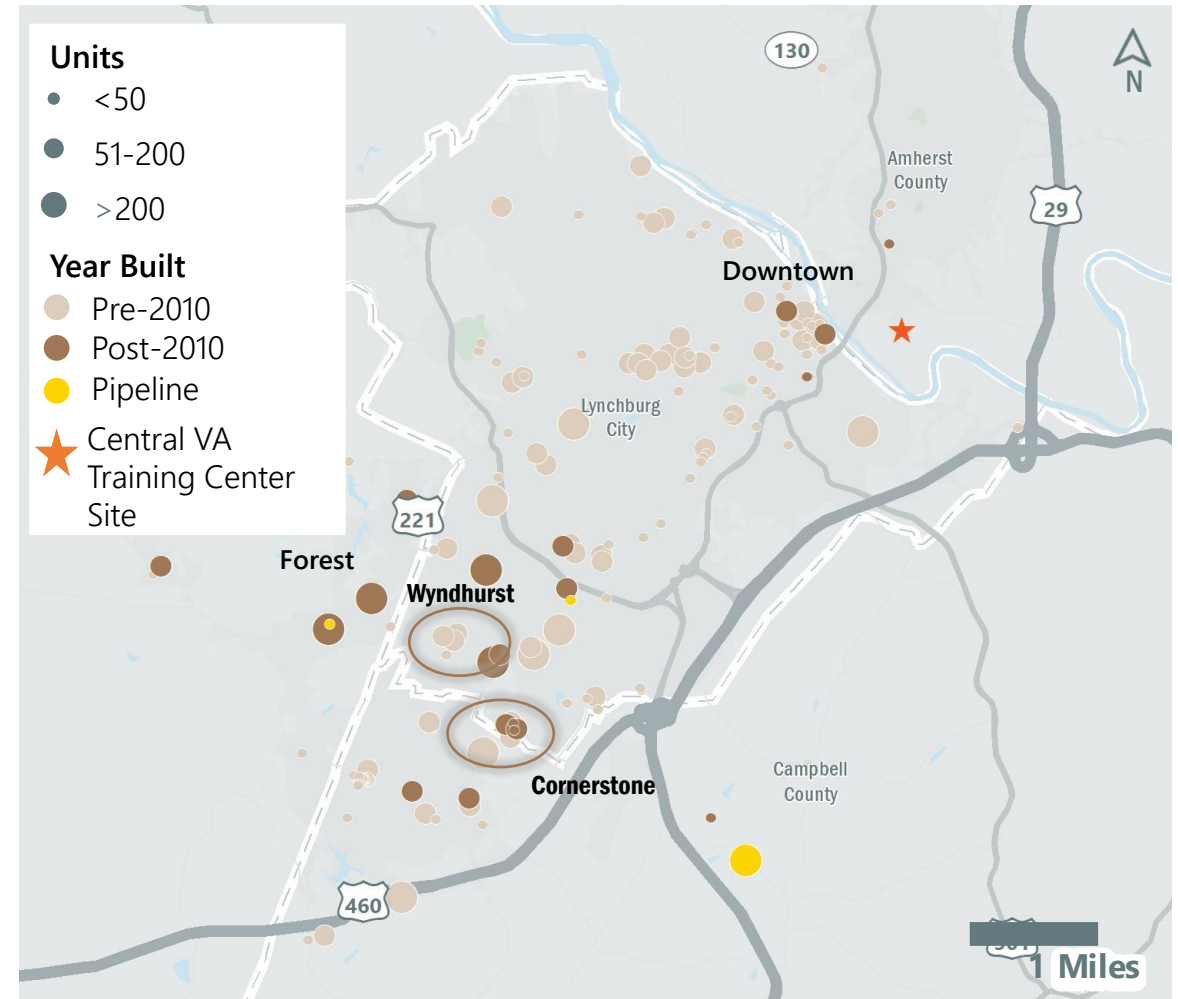 Units
<50
51-200
>200
Year Built
Pre-2010
Post-2010
Pipeline
Central VA
Training Center
Site
130
N
Amherst
County
29
Downtown
Lynchburg
City
221
Forest
Wyndhurst
Cornerstone
Campbell
County
460
1 Miles